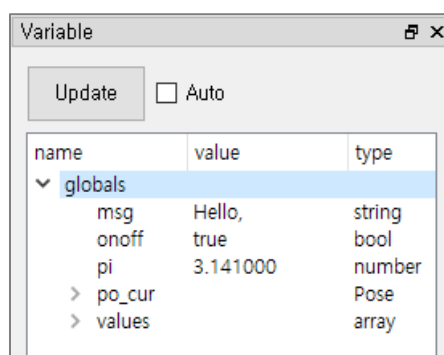 Variable
Update Auto
name value type
globals
msg Hello, string
onoff true bool
pi 3.141000 number
po_cur Pose
values array